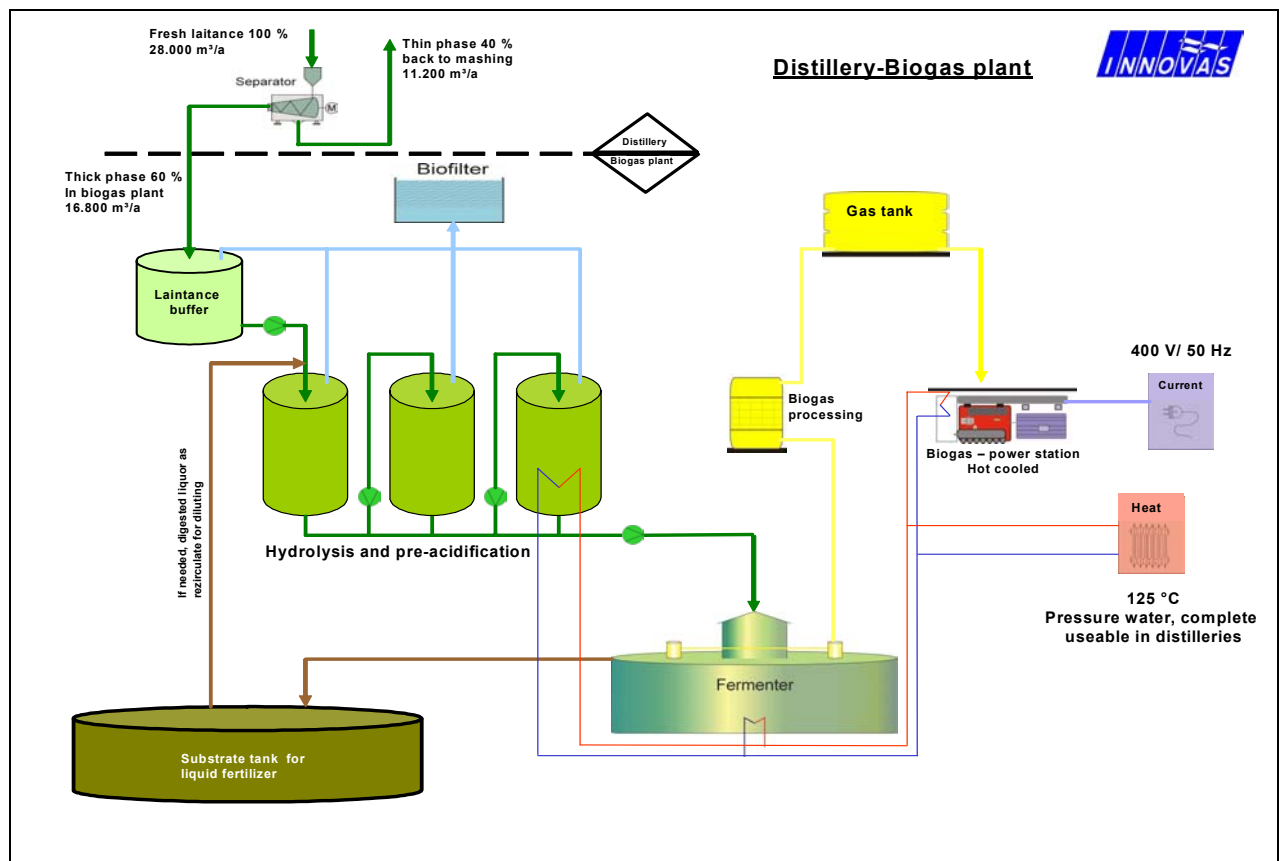 Fresh laitance 100 %
28.000 m³/a
Thin phase 40 %
back to mashing
11.200 m³/a
Distillery-Biogas plant
INNOVAS
Separator
M
Distillery
Biogas plant
Thick phase 60 %
In biogas plant
16.800 m³/a
Biofilter
Gas tank
Laintance
buffer
400 V/ 50 Hz
Current
Biogas
processing
Biogas – power station
Hot cooled
If needed, digested liquor as
rezirculate for diluting
Hydrolysis and pre-acidification
Heat
125 °C
Pressure water, complete
useable in distilleries
Fermenter
Substrate tank for
liquid fertilizer